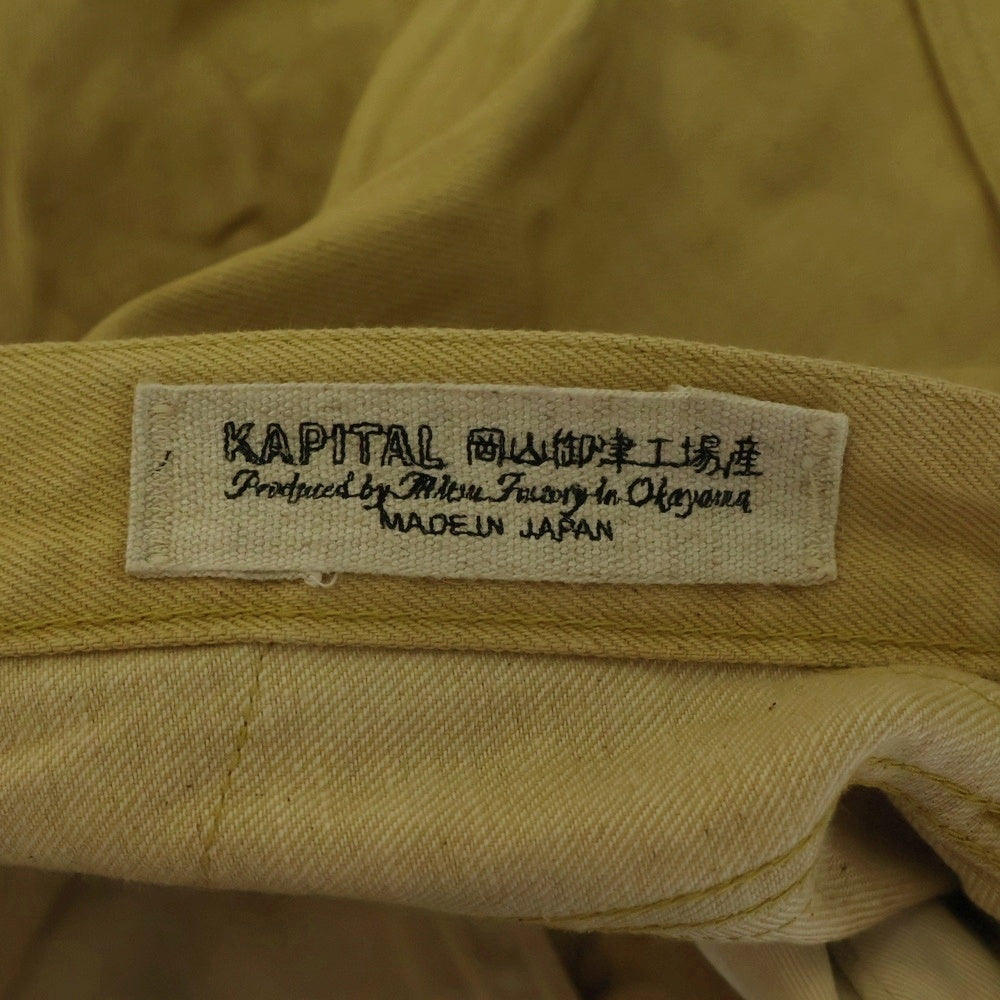 KAPITAL 岡山御津工場産
Produced by Mitsu Factory In Okayama
MADE IN JAPAN